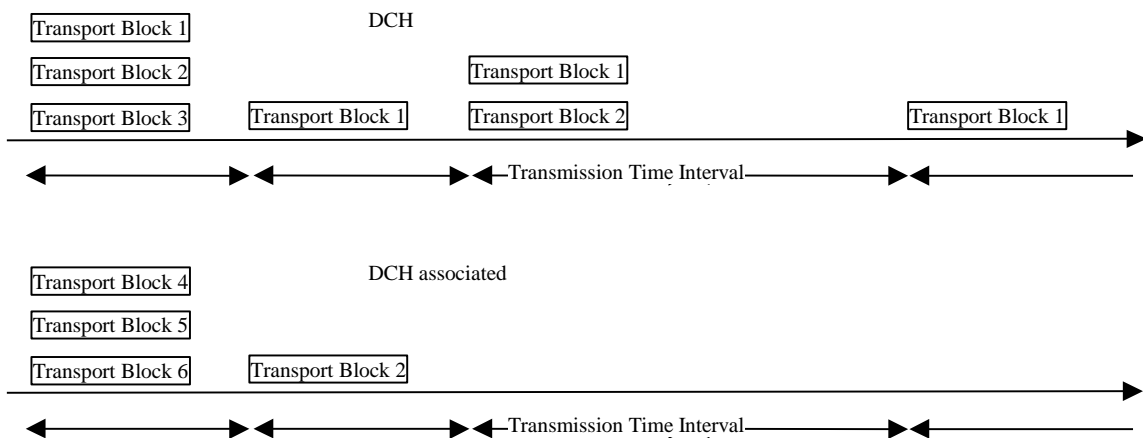 DCH
Transport Block 1
Transport Block 2
Transport Block 1
Transport Block 3
Transport Block 1
Transport Block 2
Transport Block 1
Transmission Time Interval
DCH associated
Transport Block 4
Transport Block 5
Transport Block 6
Transport Block 2
Transmission Time Interval